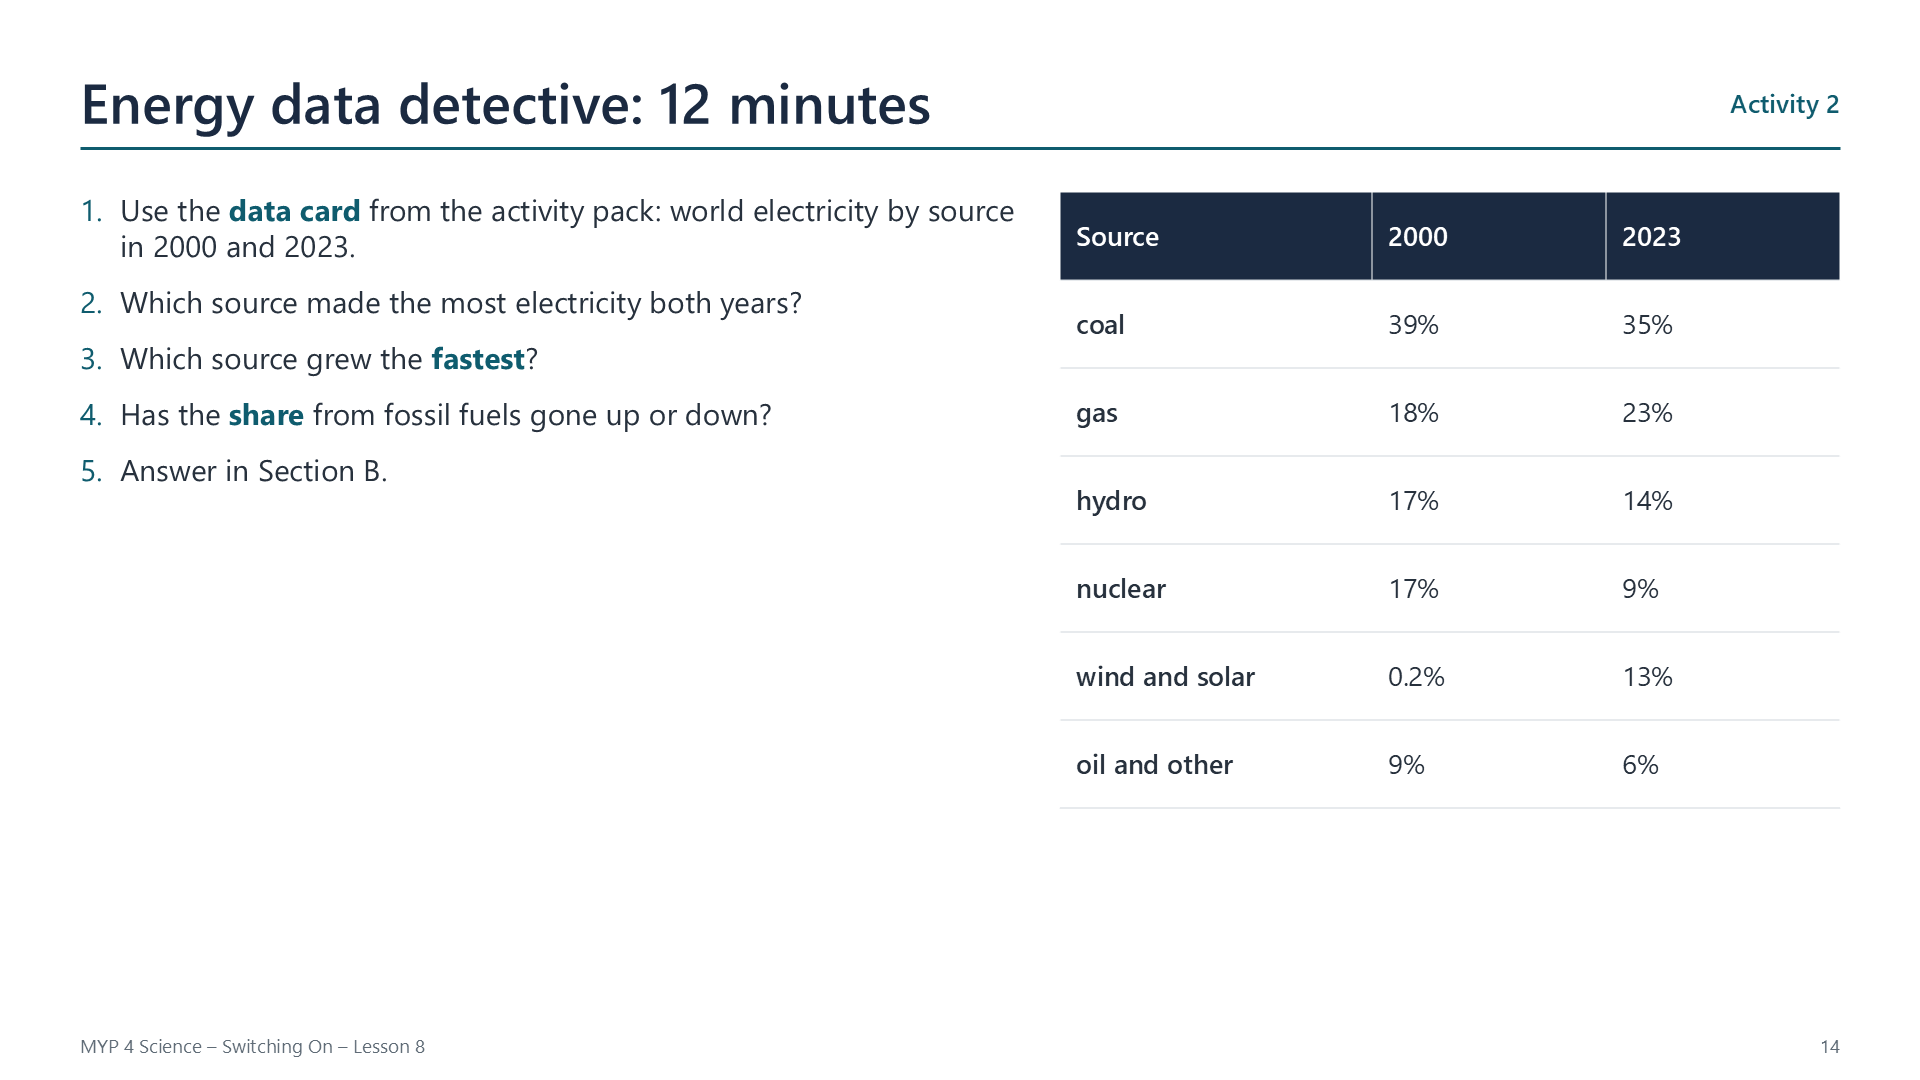 Energy data detective: 12 minutes
Activity 2
1. Use the data card from the activity pack: world electricity by source
in 2000 and 2023.
2. Which source made the most electricity both years?
3. Which source grew the fastest?
4. Has the share from fossil fuels gone up or down?
5. Answer in Section B.
Source 2000 2023
coal 39% 35%
gas 18% 23%
hydro 17% 14%
nuclear 17% 9%
wind and solar 0.2% 13%
oil and other 9% 6%
MYP 4 Science – Switching On – Lesson 8
14